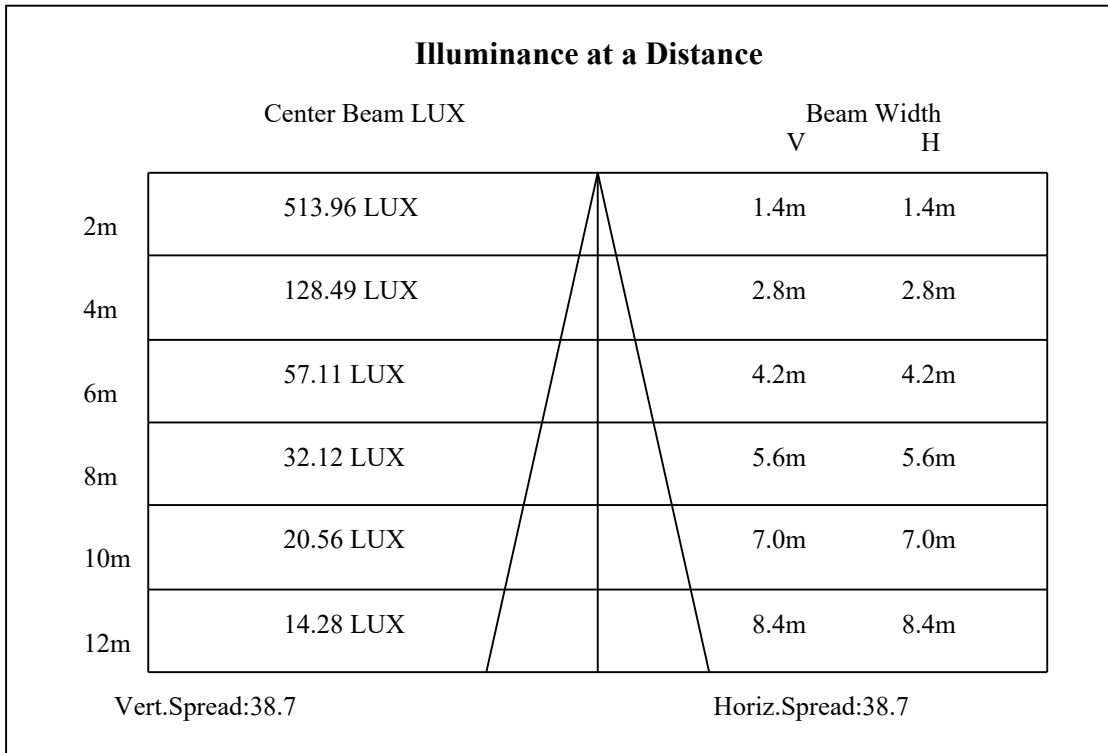 Illuminance at a Distance
Center Beam LUX Beam Width
V H
2m 513.96 LUX 1.4m 1.4m
4m 128.49 LUX 2.8m 2.8m
6m 57.11 LUX 4.2m 4.2m
8m 32.12 LUX 5.6m 5.6m
10m 20.56 LUX 7.0m 7.0m
12m 14.28 LUX 8.4m 8.4m
Vert.Spread:38.7 Horiz.Spread:38.7